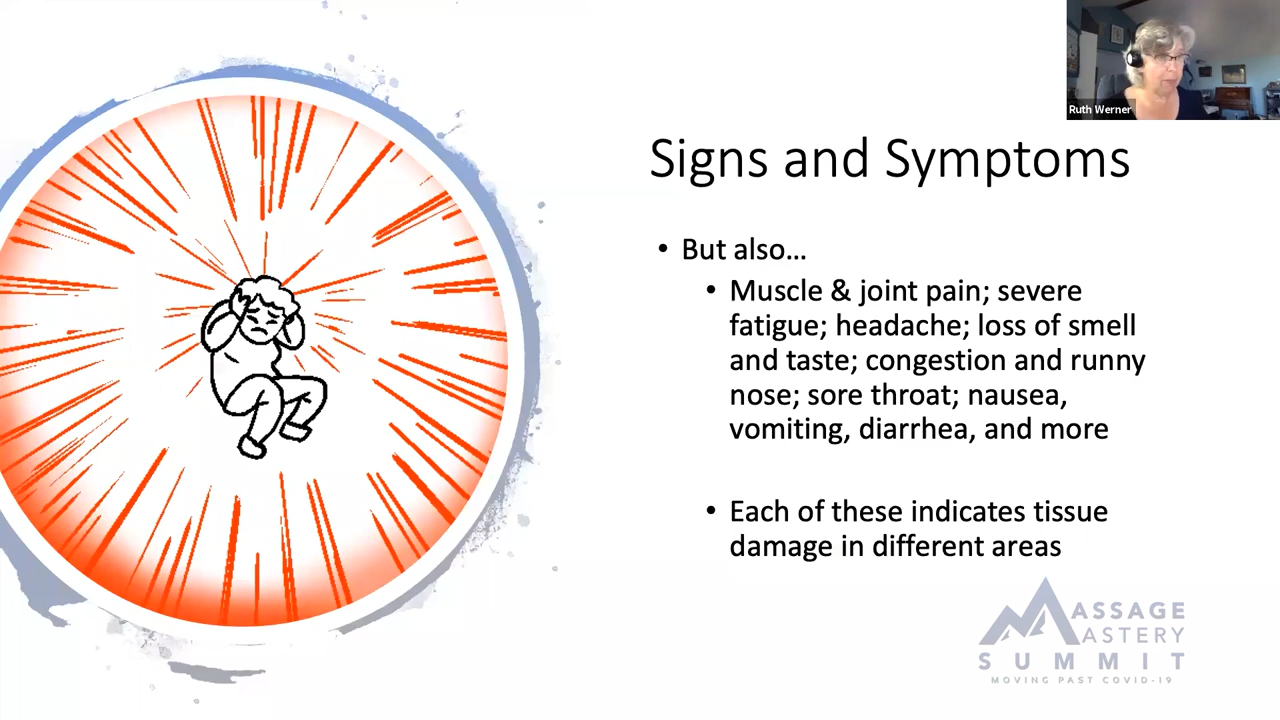 Ruth Werner
Signs and Symptoms
• But also...
• Muscle & joint pain; severe
fatigue; headache; loss of smell
and taste; congestion and runny
nose; sore throat; nausea,
vomiting, diarrhea, and more
• Each of these indicates tissue
damage in different areas
MASSAGE
MASTERY
SUMMIT
MOVING PAST COVID-19